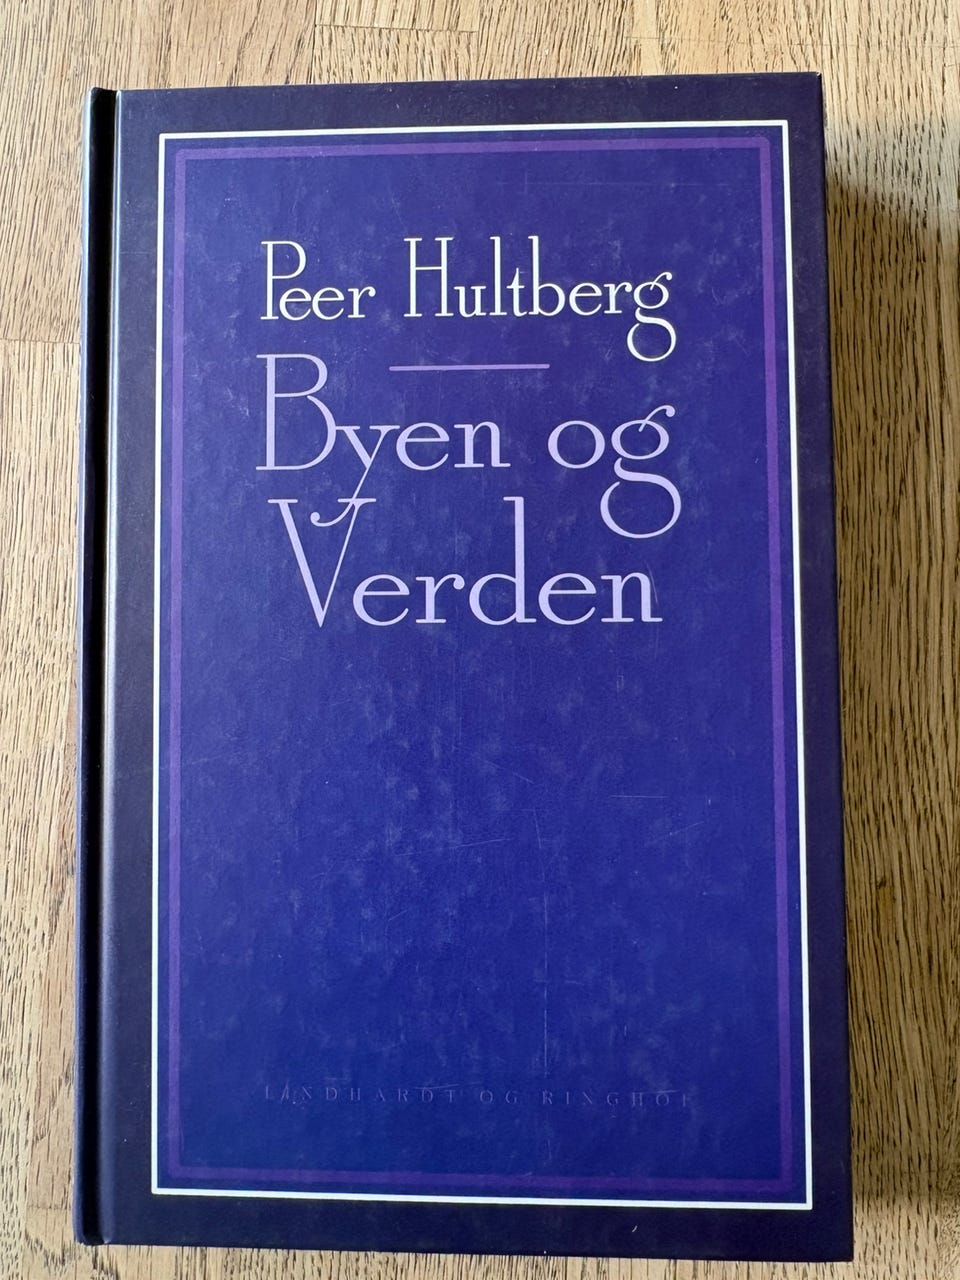 Peer Hultberg
Byen og
Verden
LINDHARDT OG RINGHOF